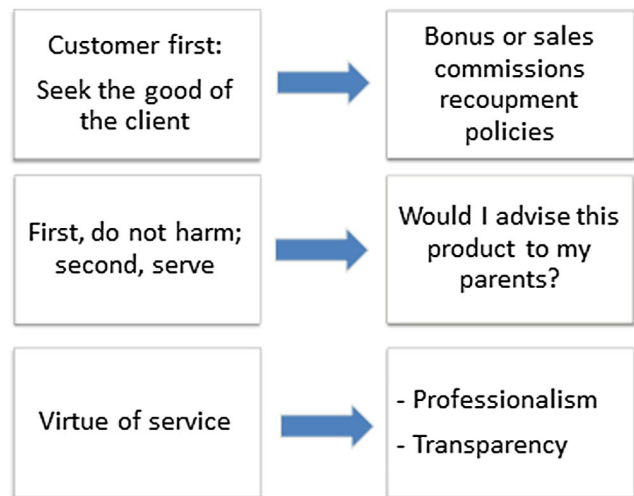 Customer first:
Seek the good of
the client
Bonus or sales
commissions
recoupment
policies
First, do not harm;
second, serve
Would I advise this
product to my
parents?
Virtue of service
- Professionalism
- Transparency